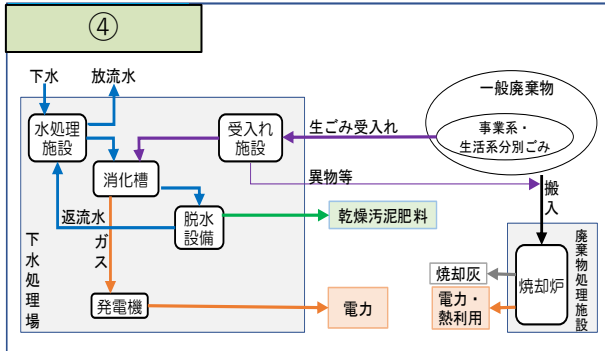 ④
下水
放流水
一般廃棄物
水処理
施設
受入れ
施設
生ごみ受入れ
事業系・
生活系分別ごみ
消化槽
異物等
搬入
返流水
脱水
設備
乾燥汚泥肥料
ガス
下水処理場
焼却灰
焼却炉
廃棄物処理施設
発電機
電力
電力・
熱利用